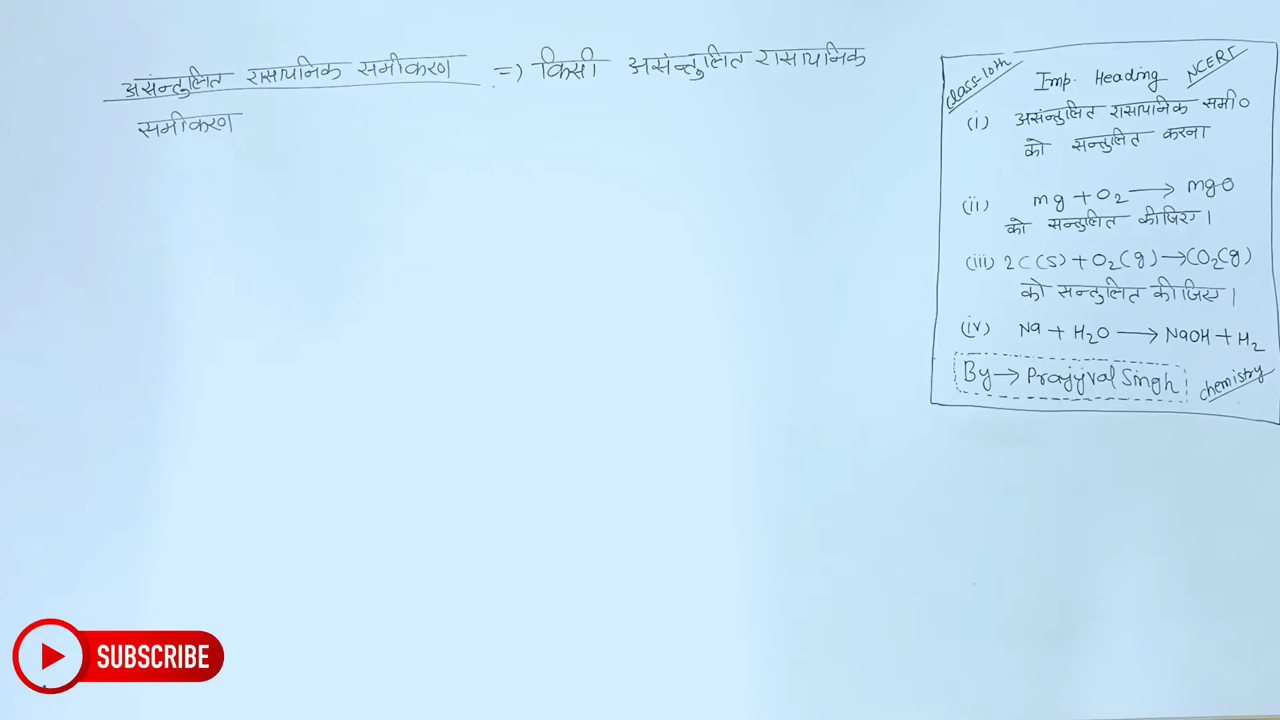 असंन्तुलित रासायनिक समीकरण => किसी असंन्तुलित रासायनिक
समीकरण
class-10th
Imp. Heading
NCERT
(i) असंन्तुलित रासायनिक समी०
को सन्तुलित करना
(ii) mg + O₂ → mgO
को सन्तुलित कीजिए।
(iii) 2C(s) + O₂(g) → CO₂(g)
को सन्तुलित कीजिए।
(iv) Na + H₂O → NaOH + H₂
By → Prajjval Singh
chemistry
SUBSCRIBE